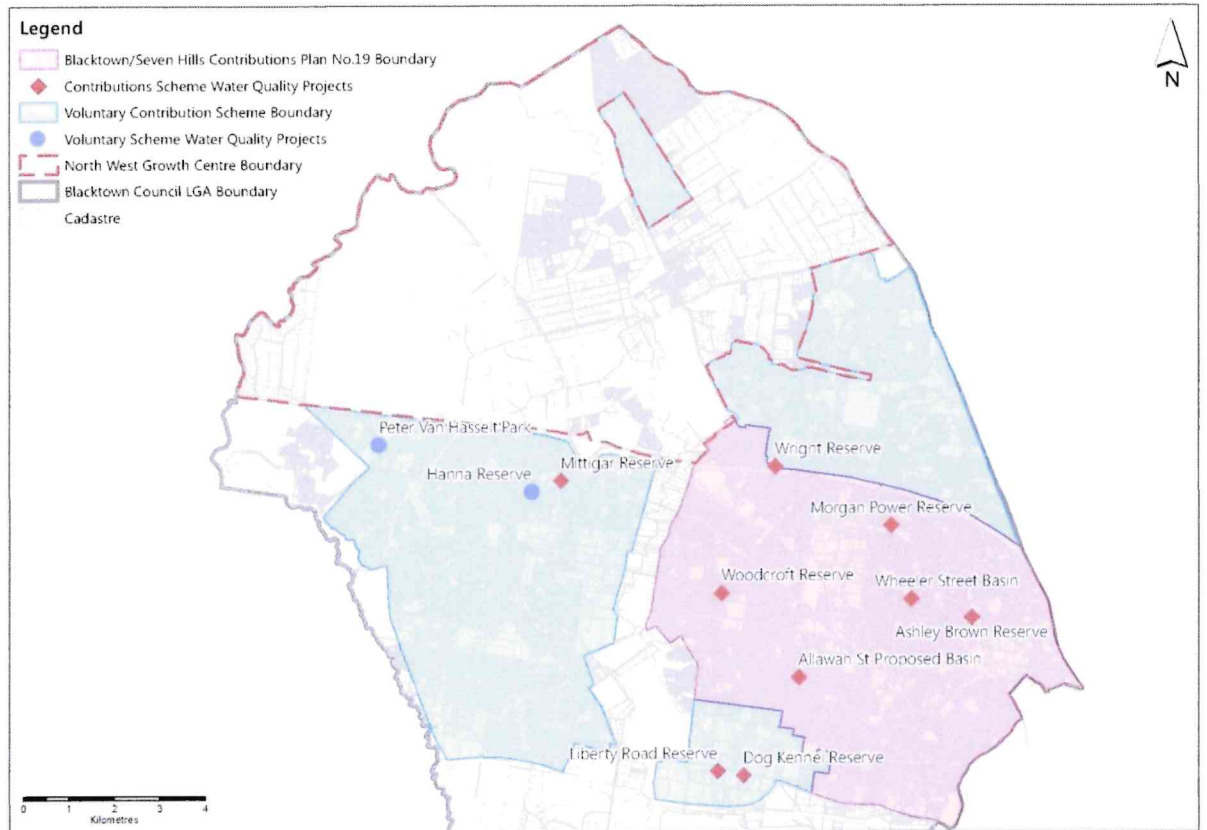 Legend
Blacktown/Seven Hills Contributions Plan No.19 Boundary
Contributions Scheme Water Quality Projects
Voluntary Contribution Scheme Boundary
Voluntary Scheme Water Quality Projects
North West Growth Centre Boundary
Blacktown Council LGA Boundary
Cadastre
N
Peter Van Hasselt Park
Hanna Reserve
Mittigar Reserve
Wright Reserve
Morgan Power Reserve
Woodcroft Reserve
Wheeler Street Basin
Ashley Brown Reserve
Allawan St Proposed Basin
Liberty Road Reserve
Dog Kennel Reserve
0 1 2 3 4
Kilometres